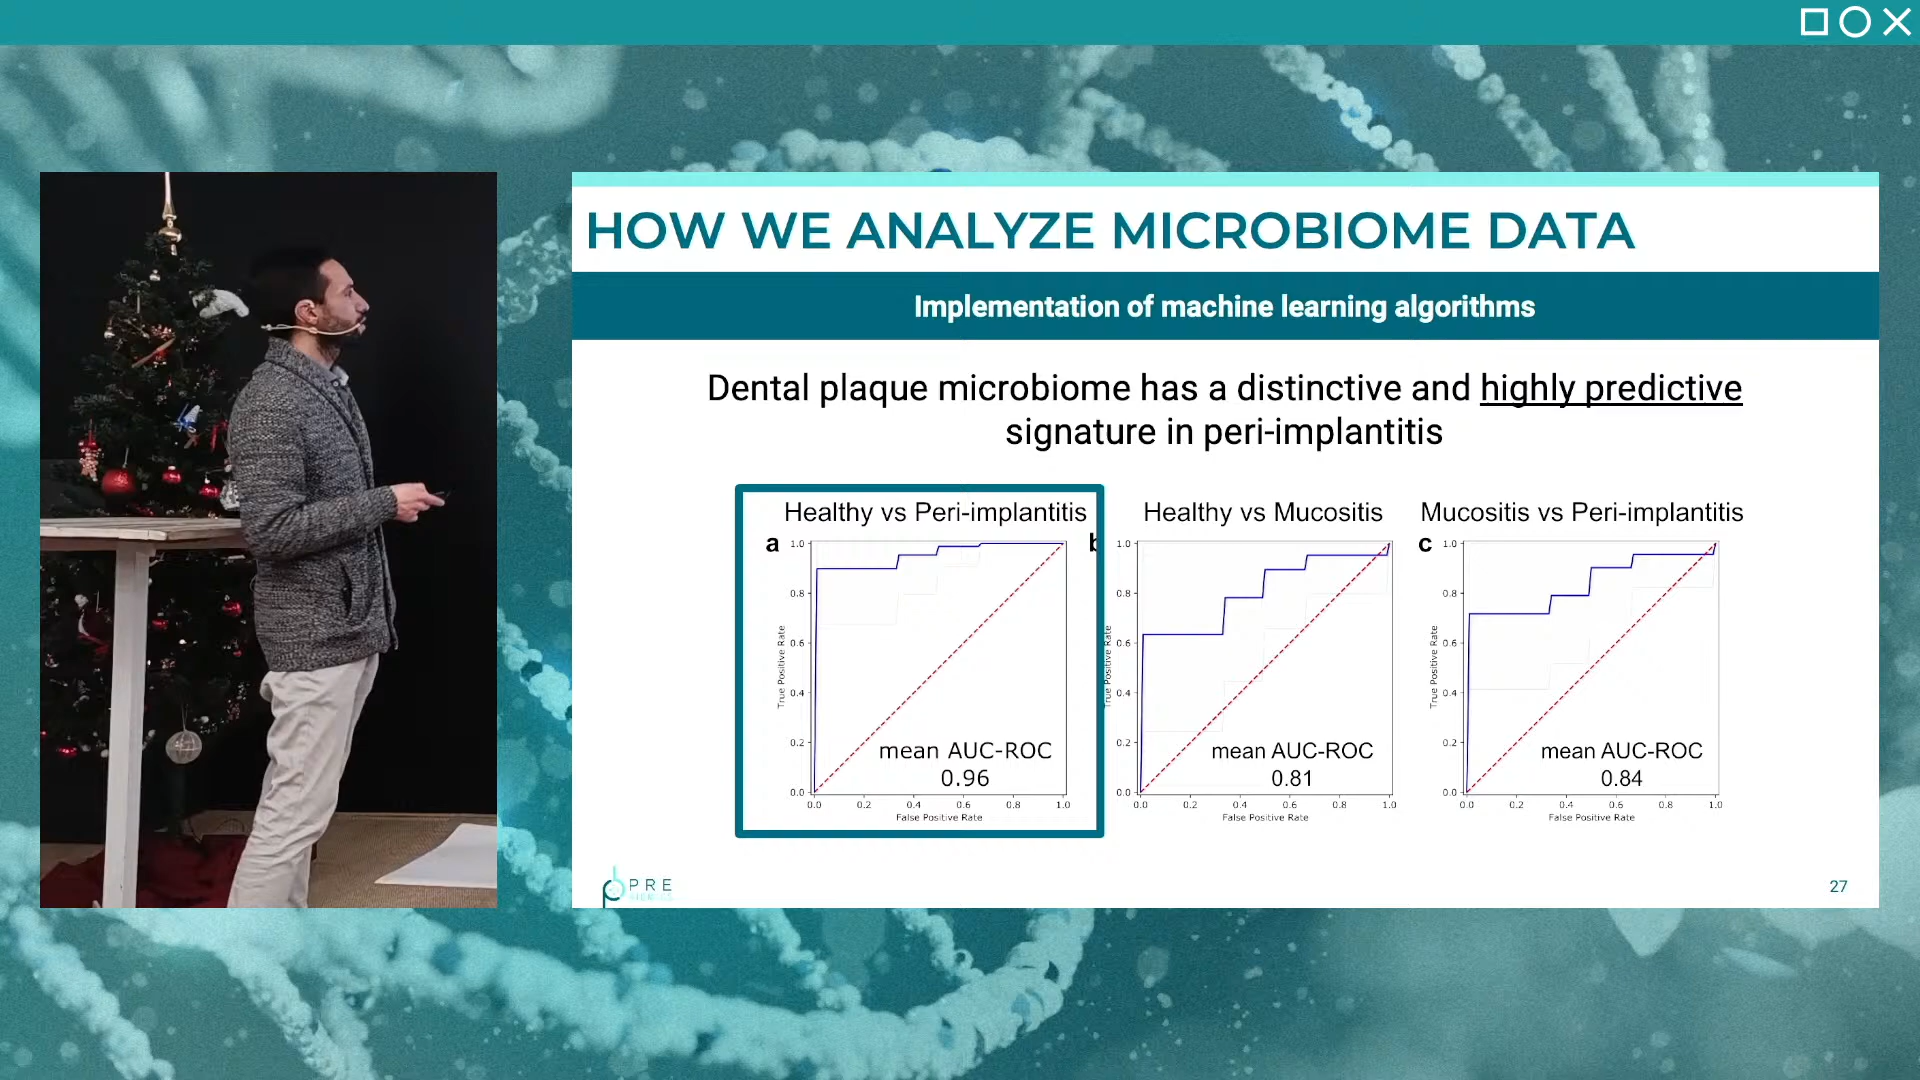 HOW WE ANALYZE MICROBIOME DATA
Implementation of machine learning algorithms
Dental plaque microbiome has a distinctive and highly predictive
signature in peri-implantitis
Healthy vs Peri-implantitis
a
1.0
0.8
0.6
0.4
0.2
0.0
True Positive Rate
mean AUC-ROC
0.96
0.0 0.2 0.4 0.6 0.8 1.0
False Positive Rate
Healthy vs Mucositis
b
1.0
0.8
0.6
0.4
0.2
0.0
True Positive Rate
mean AUC-ROC
0.81
0.0 0.2 0.4 0.6 0.8 1.0
False Positive Rate
Mucositis vs Peri-implantitis
c
1.0
0.8
0.6
0.4
0.2
0.0
True Positive Rate
mean AUC-ROC
0.84
0.0 0.2 0.4 0.6 0.8 1.0
False Positive Rate
PRE
27